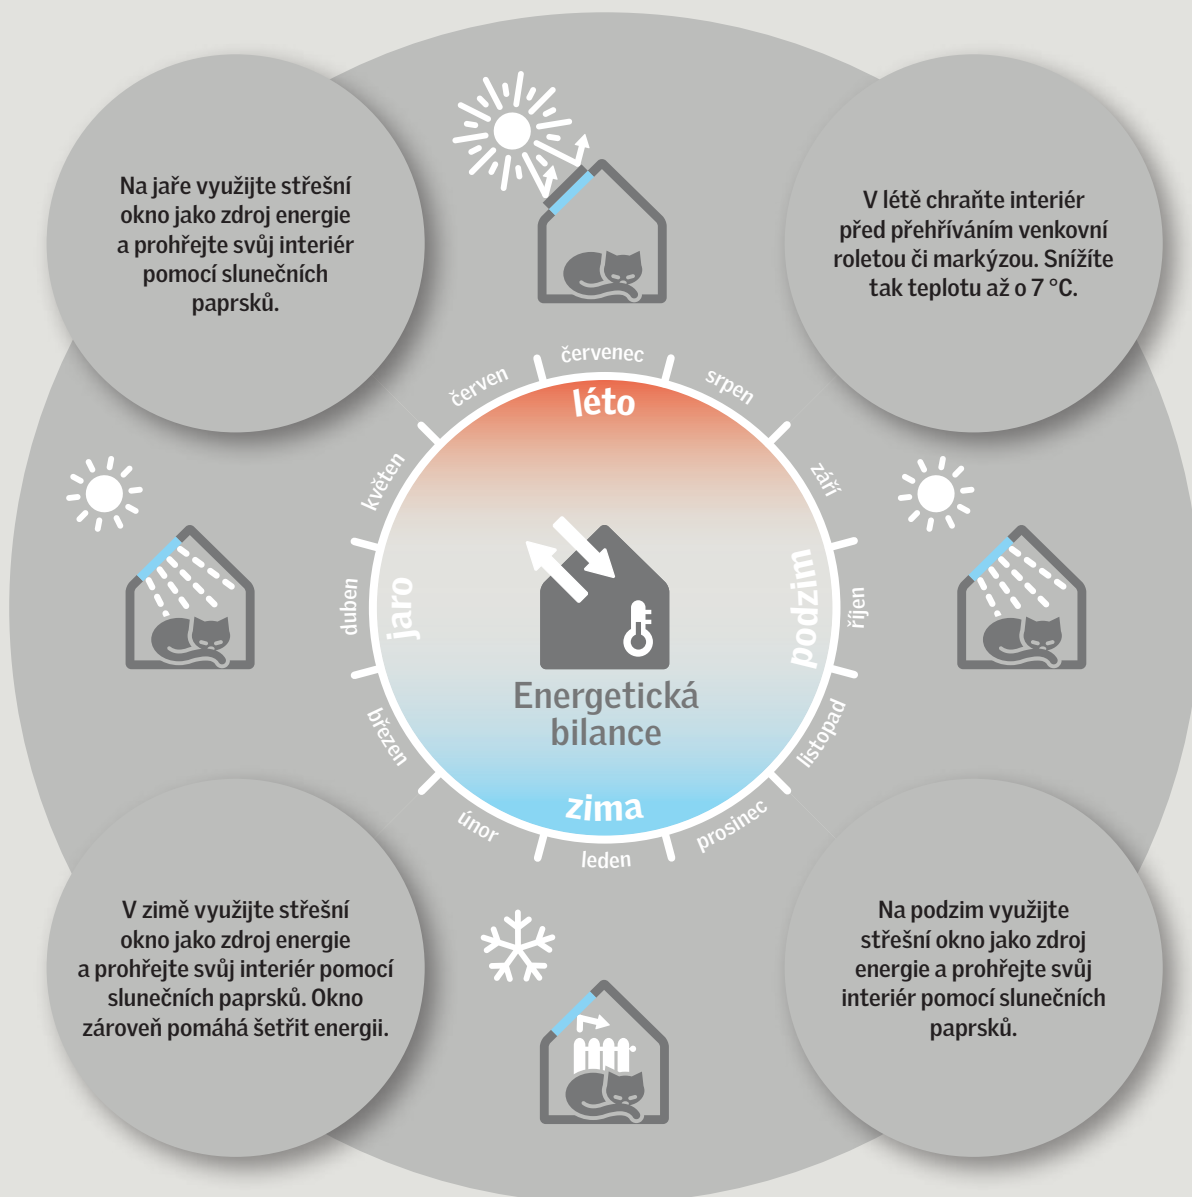 Na jaře využijte střešní
okno jako zdroj energie
a prohřejte svůj interiér
pomocí slunečních
paprsků.
V létě chraňte interiér
před přehříváním venkovní
roletou či markýzou. Snížíte
tak teplotu až o 7 °C.
červenec
srpen
září
říjen
listopad
prosinec
leden
únor
březen
duben
květen
červen
léto
podzim
zima
jaro
Energetická
bilance
V zimě využijte střešní
okno jako zdroj energie
a prohřejte svůj interiér pomocí
slunečních paprsků. Okno
zároveň pomáhá šetřit energii.
Na podzim využijte
střešní okno jako zdroj
energie a prohřejte svůj
interiér pomocí slunečních
paprsků.